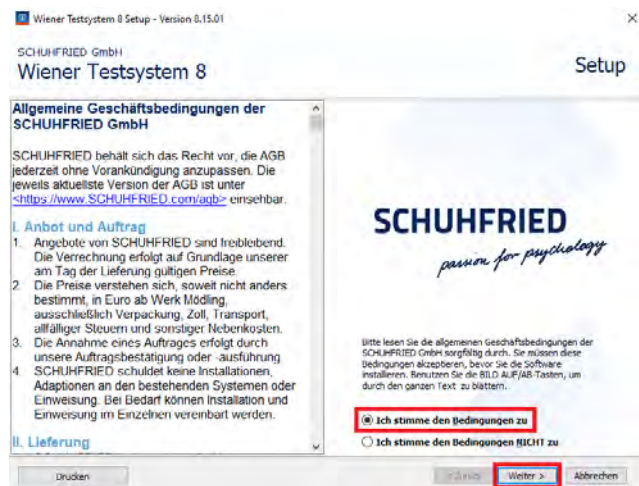 Wiener Testsystem 8 Setup - Version 8.15.01
SCHUHFRIED GmbH
Wiener Testsystem 8
Setup
Allgemeine Geschäftsbedingungen der
SCHUHFRIED GmbH
SCHUHFRIED behält sich das Recht vor, die AGB
jederzeit ohne Vorankündigung anzupassen. Die
jeweils aktuellste Version der AGB ist unter
<https://www.SCHUHFRIED.com/agb> einsehbar.
I. Anbot und Auftrag
1. Angebote von SCHUHFRIED sind freibleibend.
Die Verrechnung erfolgt auf Grundlage unserer
am Tag der Lieferung gültigen Preise.
2. Die Preise verstehen sich, soweit nicht anders
bestimmt, in Euro ab Werk Mödling,
ausschließlich Verpackung, Zoll, Transport,
allfälliger Steuern und sonstiger Nebenkosten.
3. Die Annahme eines Auftrages erfolgt durch
unsere Auftragsbestätigung oder -ausführung
4. SCHUHFRIED schuldet keine Installationen,
Adaptionen an den bestehenden Systemen oder
Einweisung. Bei Bedarf können Installation und
Einweisung im Einzelnen vereinbart werden.
II. Lieferung
SCHUHFRIED
passion for psychology
Bitte lesen Sie die allgemeinen Geschäftsbedingungen der
SCHUHFRIED GmbH sorgfältig durch. Sie müssen diese
Bedingungen akzeptieren, bevor Sie die Software
installieren. Benutzen Sie die BILD AUF/AB-Tasten, um
durch den ganzen Text zu blättern.
Ich stimme den Bedingungen zu
Ich stimme den Bedingungen NICHT zu
Drucken
< Zurück
Weiter >
Abbrechen